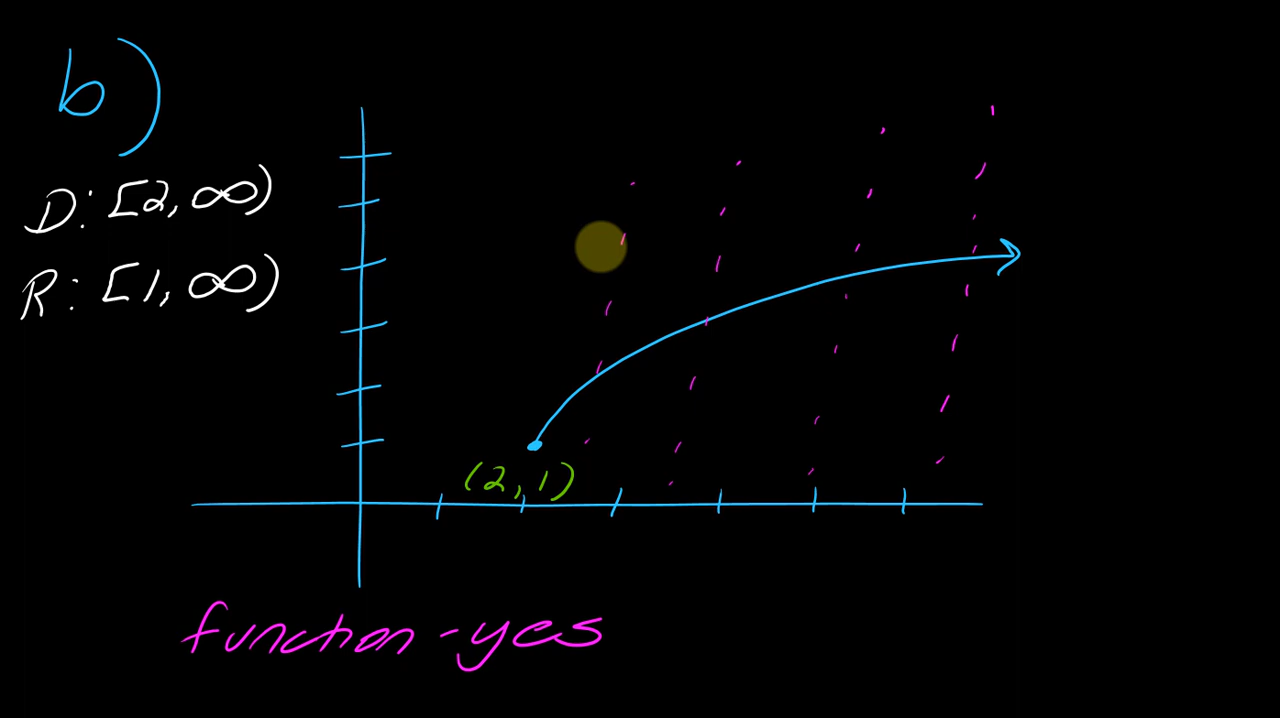 b)
D: [2, ∞)
R: [1, ∞)
(2, 1)
function - yes